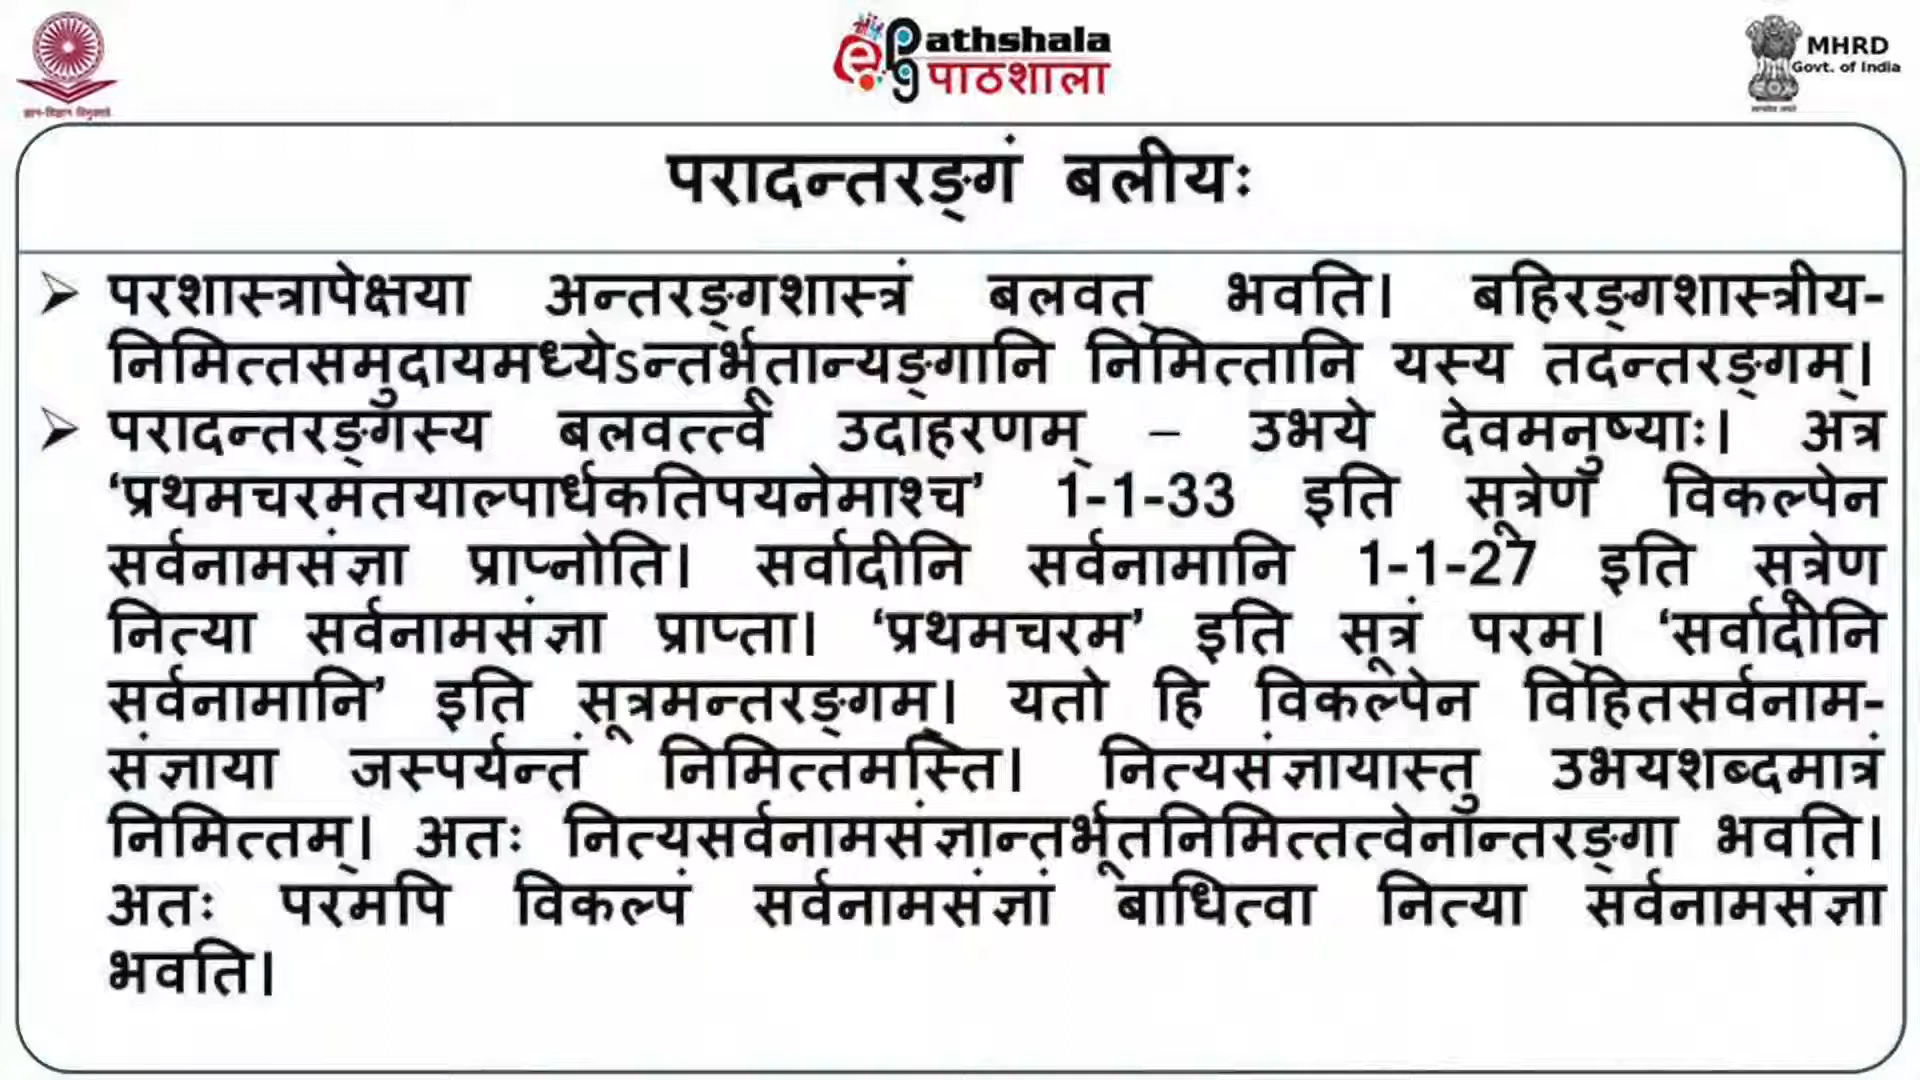 ज्ञान-विज्ञान विमुक्तये
ePathshala
पाठशाला
MHRD
Govt. of India
परादन्तरङ्गं बलीयः
➢ परशास्त्रापेक्षया अन्तरङ्गशास्त्रं बलवत् भवति। बहिरङ्गशास्त्रीय-
निमित्तसमुदायमध्येऽन्तर्भूतान्यङ्गानि निमित्तानि यस्य तदन्तरङ्गम्।
➢ परादन्तरङ्गस्य बलवत्त्वे उदाहरणम् – उभये देवमनुष्याः। अत्र
‘प्रथमचरमतयाल्पार्धकतिपयनेमाश्च’ 1-1-33 इति सूत्रेण विकल्पेन
सर्वनामसंज्ञा प्राप्नोति। सर्वादीनि सर्वनामानि 1-1-27 इति सूत्रेण
नित्या सर्वनामसंज्ञा प्राप्ता। ‘प्रथमचरम’ इति सूत्रं परम्। ‘सर्वादीनि
सर्वनामानि’ इति सूत्रमन्तरङ्गम्। यतो हि विकल्पेन विहितसर्वनाम-
संज्ञाया जस्पर्यन्तं निमित्तमस्ति। नित्यसंज्ञायास्तु उभयशब्दमात्रं
निमित्तम्। अतः नित्यसर्वनामसंज्ञान्तर्भूतनिमित्तत्वेनान्तरङ्गा भवति।
अतः परमपि विकल्पं सर्वनामसंज्ञां बाधित्वा नित्या सर्वनामसंज्ञा
भवति।